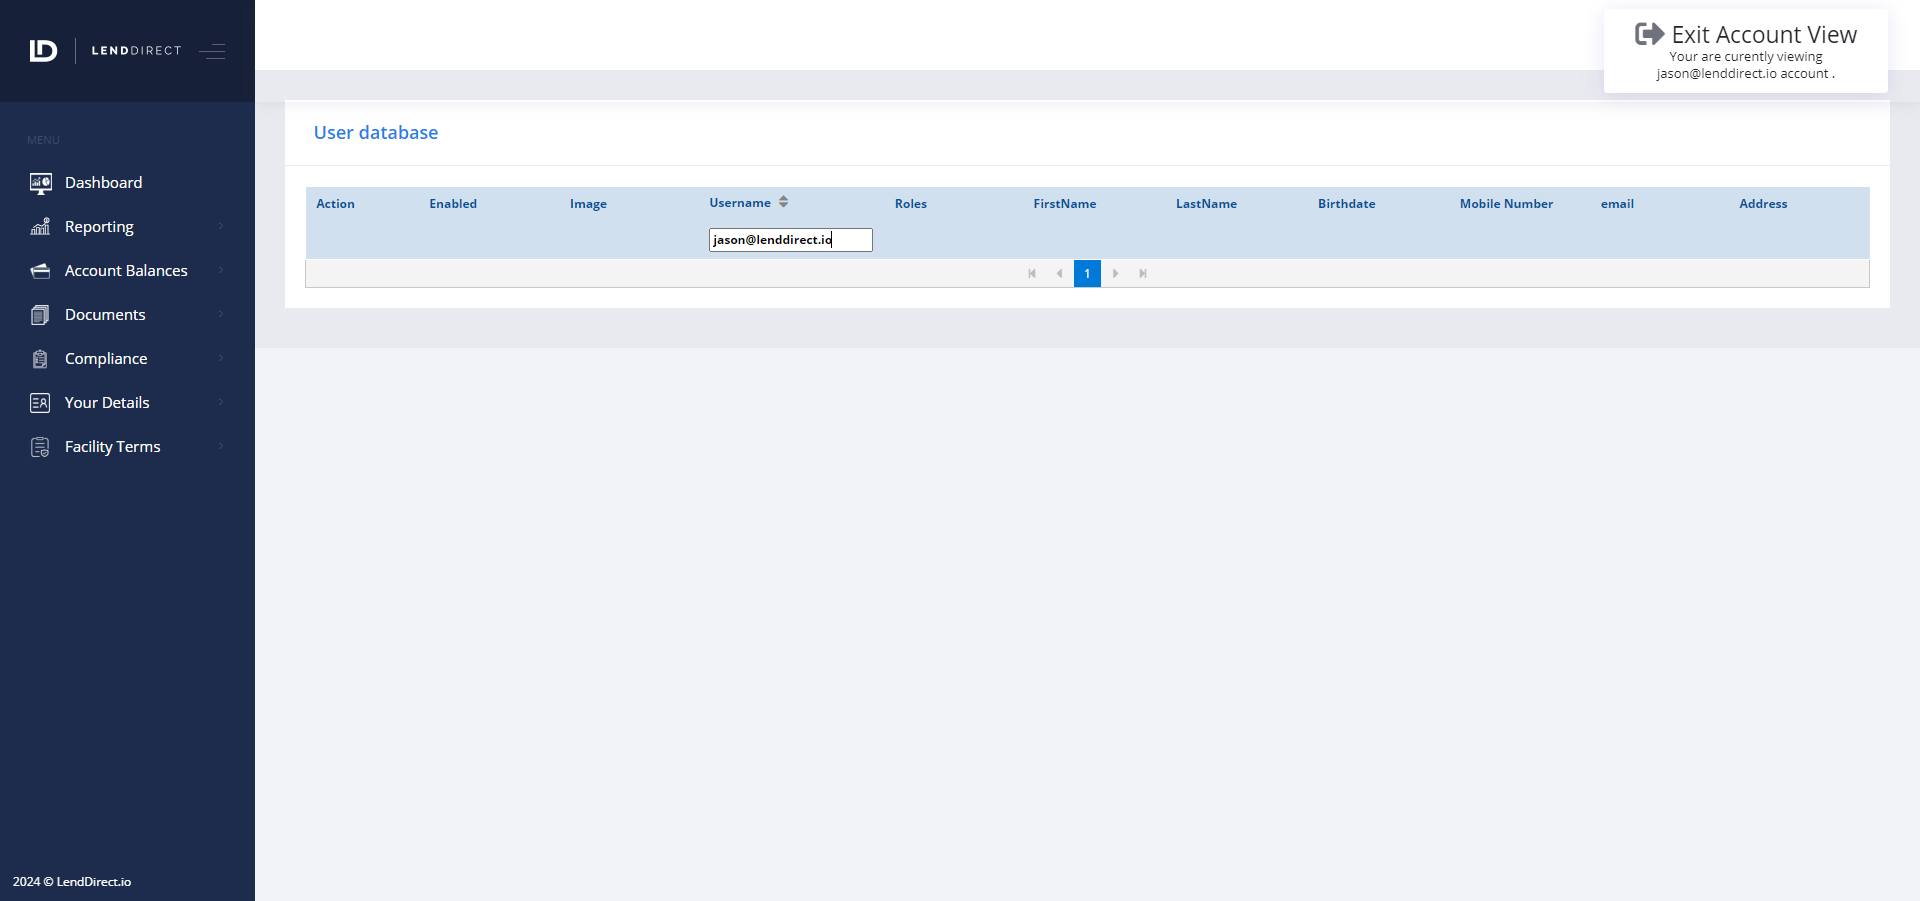 LENDDIRECT
Exit Account View
Your are curently viewing
jason@lenddirect.io account .
MENU
Dashboard
Reporting
Account Balances
Documents
Compliance
Your Details
Facility Terms
2024 © LendDirect.io
User database
Action Enabled Image Username Roles FirstName LastName Birthdate Mobile Number email Address
jason@lenddirect.io
1